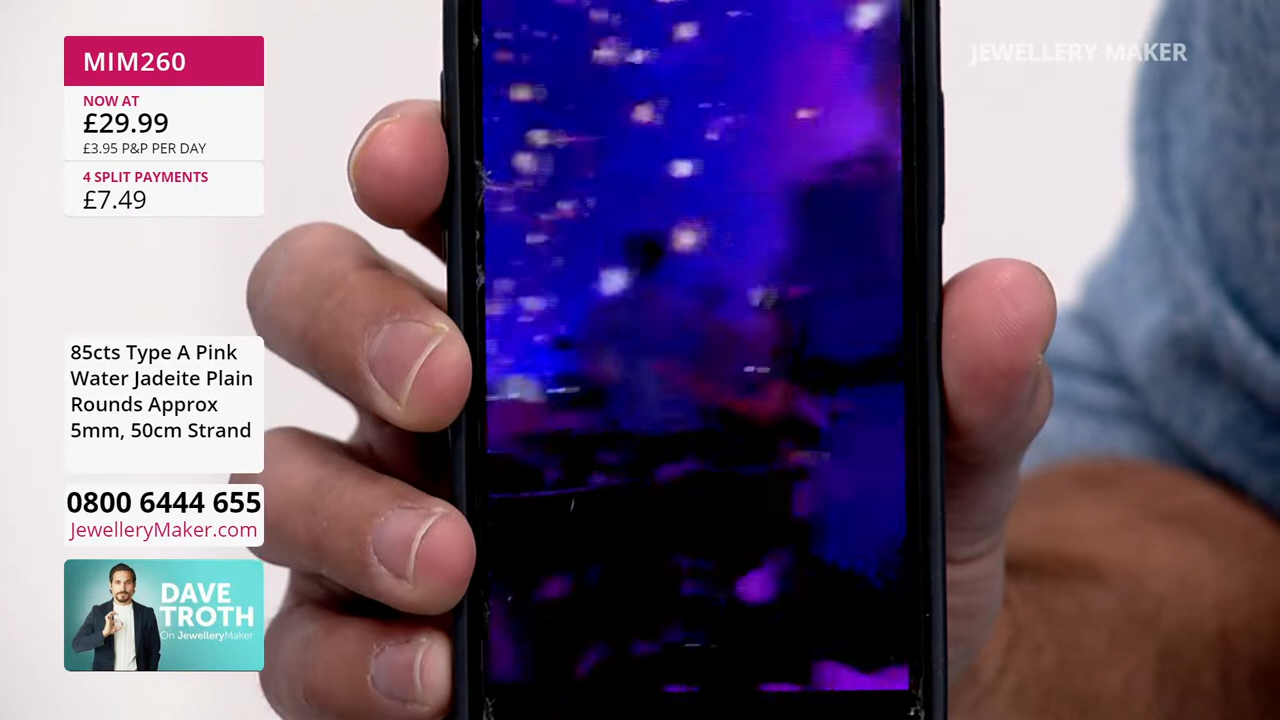 MIM260
NOW AT
£29.99
£3.95 P&P PER DAY
4 SPLIT PAYMENTS
£7.49
85cts Type A Pink
Water Jadeite Plain
Rounds Approx
5mm, 50cm Strand
0800 6444 655
JewelleryMaker.com
DAVE
TROTH
On JewelleryMaker
JEWELLERY MAKER